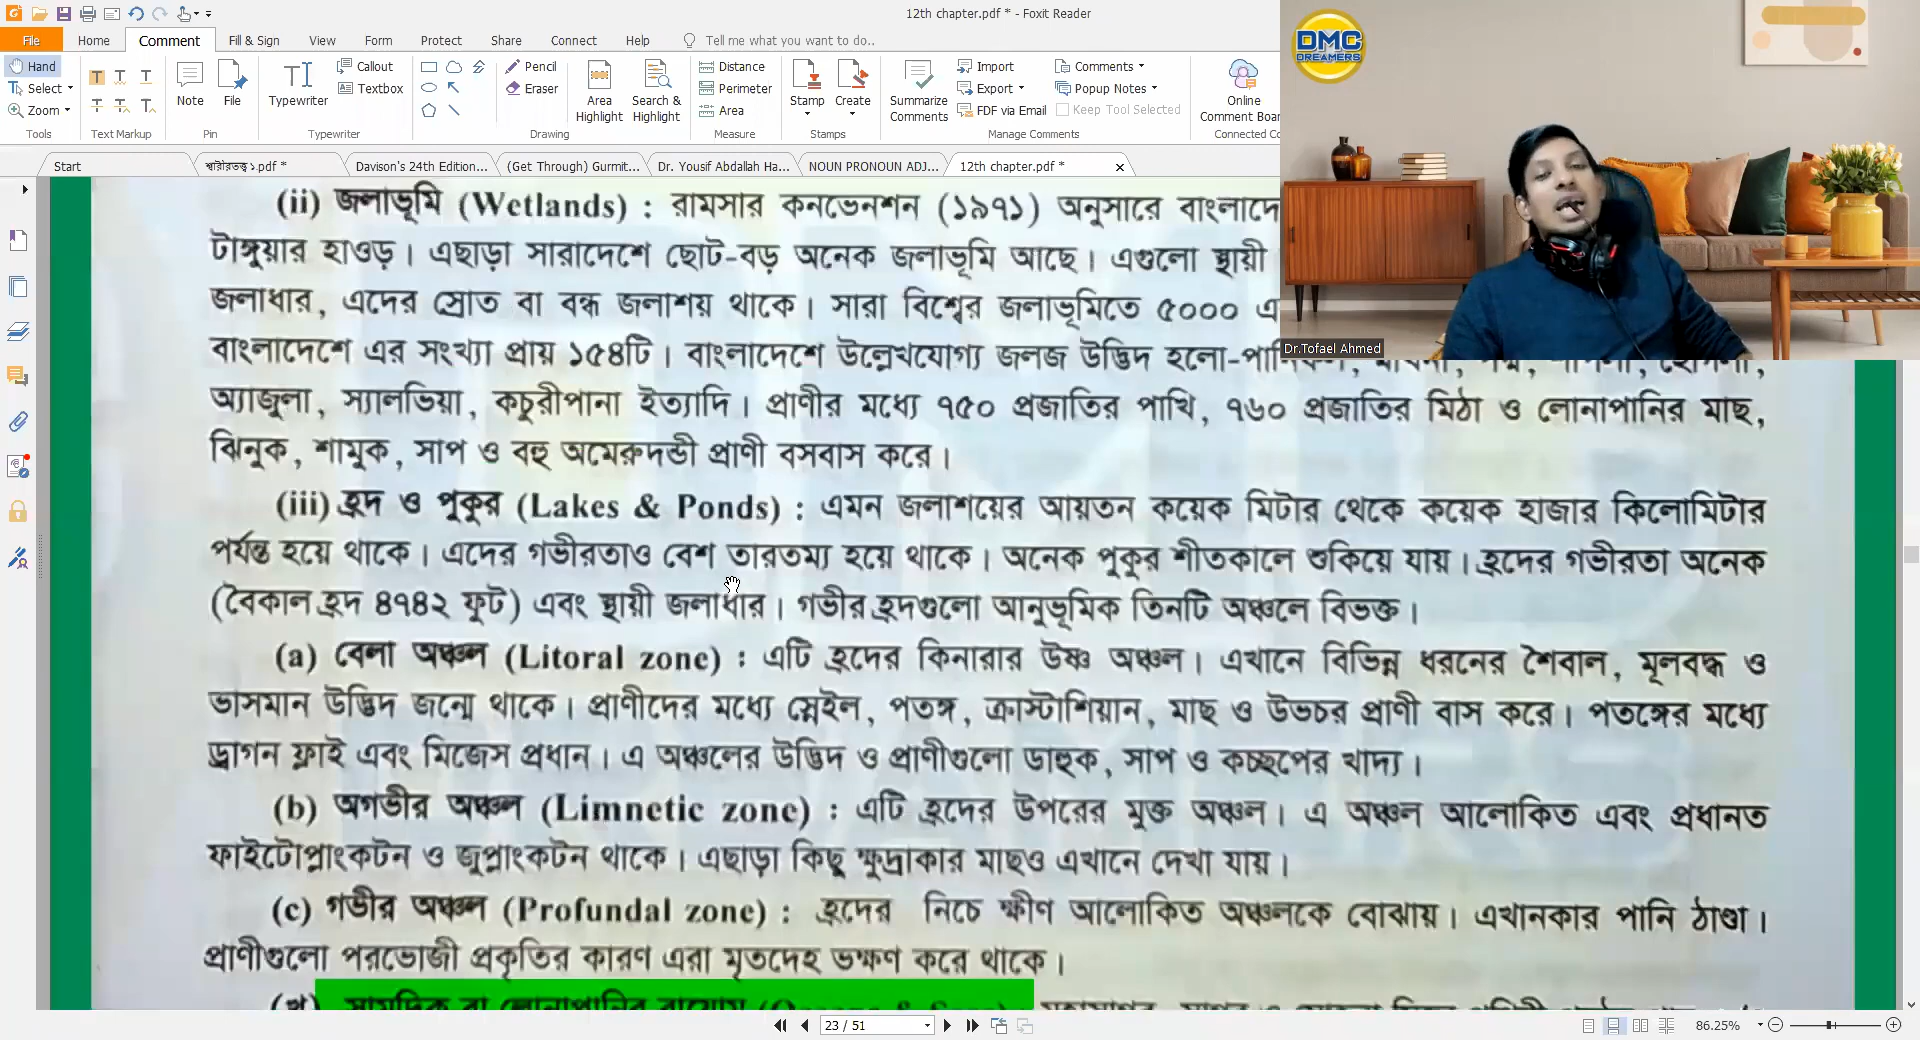 12th chapter.pdf * - Foxit Reader
File Home Comment Fill & Sign View Form Protect Share Connect Help Tell me what you want to do..
Hand
Select
Zoom
Tools
Text Markup
Note
File
Pin
Typewriter
Callout
Textbox
Typewriter
Pencil
Eraser
Area Highlight
Search & Highlight
Drawing
Distance
Perimeter
Area
Measure
Stamp
Create
Stamps
Summarize Comments
Import
Export
FDF via Email
Comments
Popup Notes
Keep Tool Selected
Manage Comments
Online Comment Boa
Connected Co
DMC
DREAMERS
Dr.Tofael Ahmed
Start শারীরতত্ত্ব ১.pdf * Davison's 24th Edition... (Get Through) Gurmit... Dr. Yousif Abdallah Ha... NOUN PRONOUN ADJ... 12th chapter.pdf *
(ii) জলাভূমি (Wetlands) : রামসার কনভেনশন (১৯৭১) অনুসারে বাংলাদে
টাঙ্গুয়ার হাওড়। এছাড়া সারাদেশে ছোট-বড় অনেক জলাভূমি আছে। এগুলো স্থায়ী
জলাধার, এদের স্রোত বা বদ্ধ জলাশয় থাকে। সারা বিশ্বের জলাভূমিতে ৫০০০ এ
বাংলাদেশে এর সংখ্যা প্রায় ১৫৪টি। বাংলাদেশে উল্লেখযোগ্য জলজ উদ্ভিদ হলো-
অ্যাজুলা, স্যালভিয়া, কচুরীপানা ইত্যাদি। প্রাণীর মধ্যে ৭৫০ প্রজাতির পাখি, ৭৬০ প্রজাতির মিঠা ও লোনাপানির মাছ,
ঝিনুক, শামুক, সাপ ও বহু অমেরুদন্ডী প্রাণী বসবাস করে।
(iii) হ্রদ ও পুকুর (Lakes & Ponds) : এমন জলাশয়ের আয়তন কয়েক মিটার থেকে কয়েক হাজার কিলোমিটার
পর্যন্ত হয়ে থাকে। এদের গভীরতাও বেশ তারতম্য হয়ে থাকে। অনেক পুকুর শীতকালে শুকিয়ে যায়। হ্রদের গভীরতা অনেক
(বৈকাল হ্রদ ৪৭৪২ ফুট) এবং স্থায়ী জলাধার। গভীর হ্রদগুলো আনুভূমিক তিনটি অঞ্চলে বিভক্ত।
(a) বেলা অঞ্চল (Litoral zone) : এটি হ্রদের কিনারার উষ্ণ অঞ্চল। এখানে বিভিন্ন ধরনের শৈবাল, মূলবদ্ধ ও
ভাসমান উদ্ভিদ জন্মে থাকে। প্রাণীদের মধ্যে স্নেইল, পতঙ্গ, ক্রাস্টাশিয়ান, মাছ ও উভচর প্রাণী বাস করে। পতঙ্গের মধ্যে
ড্রাগন ফ্লাই এবং মিজেস প্রধান। এ অঞ্চলের উদ্ভিদ ও প্রাণীগুলো ডাহুক, সাপ ও কচ্ছপের খাদ্য।
(b) অগভীর অঞ্চল (Limnetic zone) : এটি হ্রদের উপরের মুক্ত অঞ্চল। এ অঞ্চল আলোকিত এবং প্রধানত
ফাইটোপ্লাংকটন ও জুপ্লাংকটন থাকে। এছাড়া কিছু ক্ষুদ্রাকার মাছও এখানে দেখা যায়।
(c) গভীর অঞ্চল (Profundal zone) : হ্রদের নিচে ক্ষীণ আলোকিত অঞ্চলকে বোঝায়। এখানকার পানি ঠাণ্ডা।
প্রাণীগুলো পরভোজী প্রকৃতির কারণ এরা মৃতদেহ ভক্ষণ করে থাকে।
23 / 51
86.25%